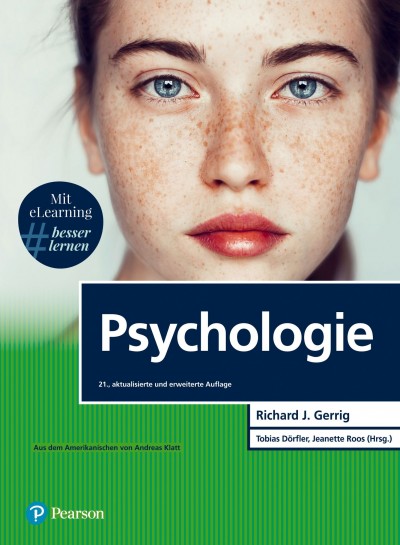 Mit
eLearning
#besser
lernen
Psychologie
21., aktualisierte und erweiterte Auflage
Richard J. Gerrig
Tobias Dörfler, Jeanette Roos (Hrsg.)
Aus dem Amerikanischen von Andreas Klatt
Pearson